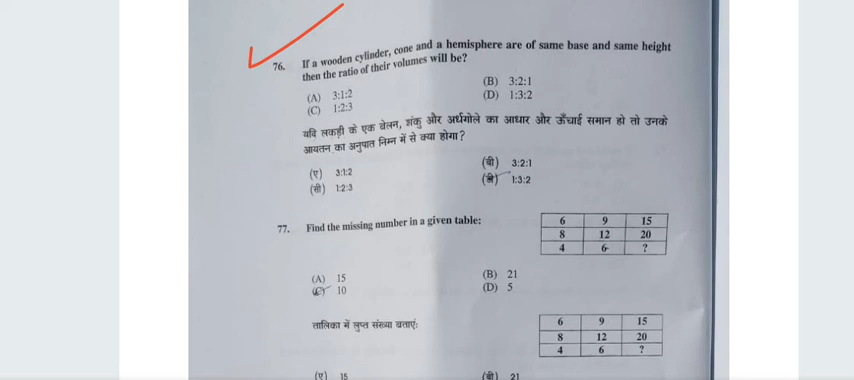 76. If a wooden cylinder, cone and a hemisphere are of same base and same height
then the ratio of their volumes will be?
(A) 3:1:2 (B) 3:2:1
(C) 1:2:3 (D) 1:3:2
यदि लकड़ी के एक बेलन, शंकु और अर्धगोले का आधार और ऊँचाई समान हो तो उनके
आयतन का अनुपात निम्न में से क्या होगा?
(ए) 3:1:2 (बी) 3:2:1
(सी) 1:2:3 (डी) 1:3:2
77. Find the missing number in a given table:
6 9 15
8 12 20
4 6 ?
(A) 15 (B) 21
(C) 10 (D) 5
तालिका में लुप्त संख्या बताएं:
6 9 15
8 12 20
4 6 ?
(ए) 15 (बी) 21